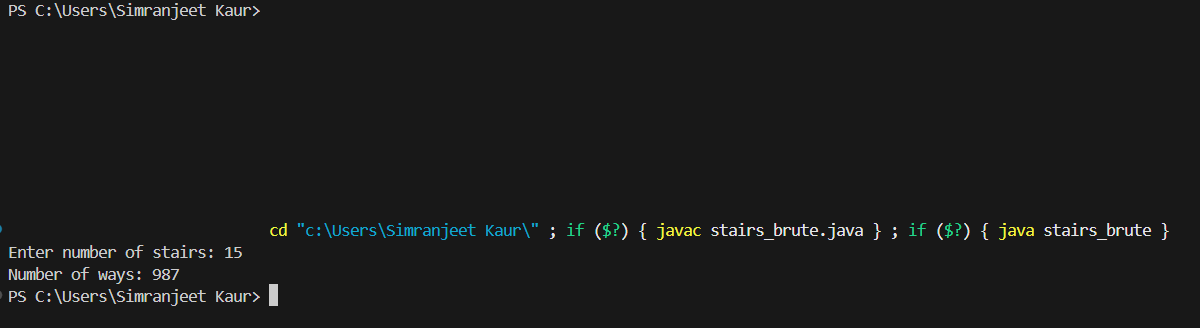 PS C:\Users\Simranjeet Kaur>
cd "c:\Users\Simranjeet Kaur\" ; if ($?) { javac stairs_brute.java } ; if ($?) { java stairs_brute }
Enter number of stairs: 15
Number of ways: 987
PS C:\Users\Simranjeet Kaur>